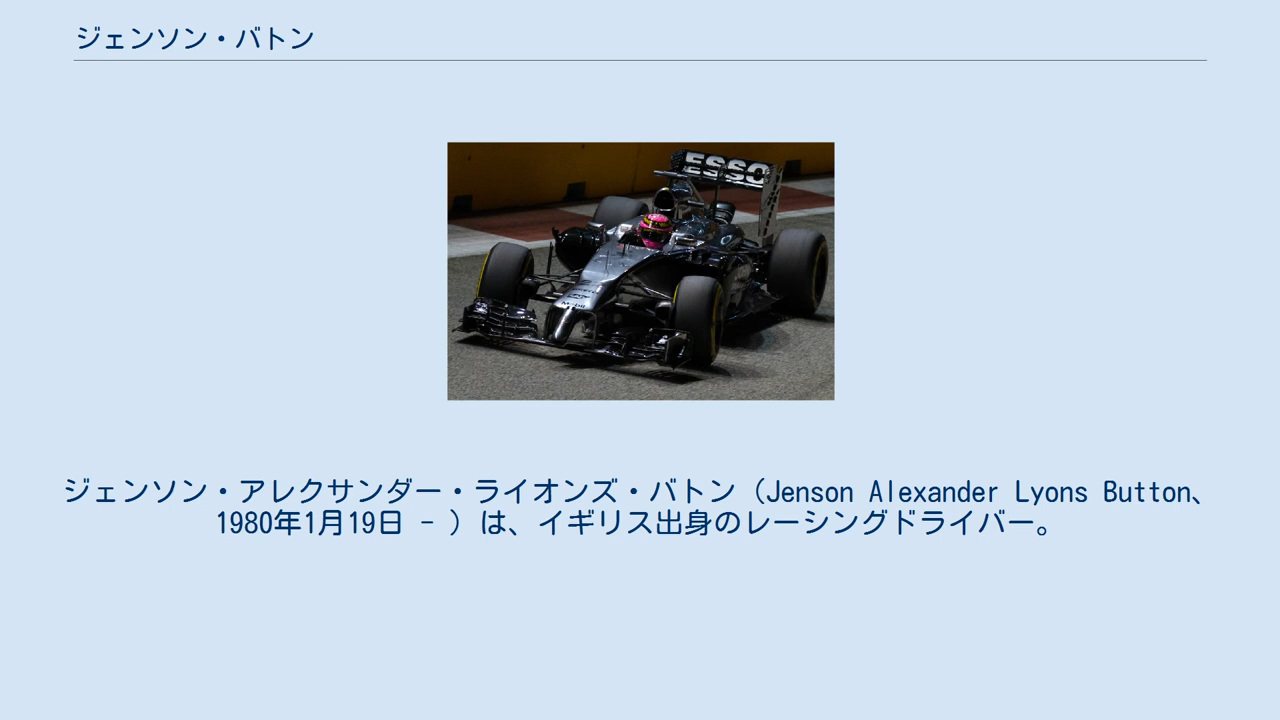 ジェンソン・バトン
ESSO
Mobil
ジェンソン・アレクサンダー・ライオンズ・バトン（Jenson Alexander Lyons Button、
1980年1月19日 - ）は、イギリス出身のレーシングドライバー。